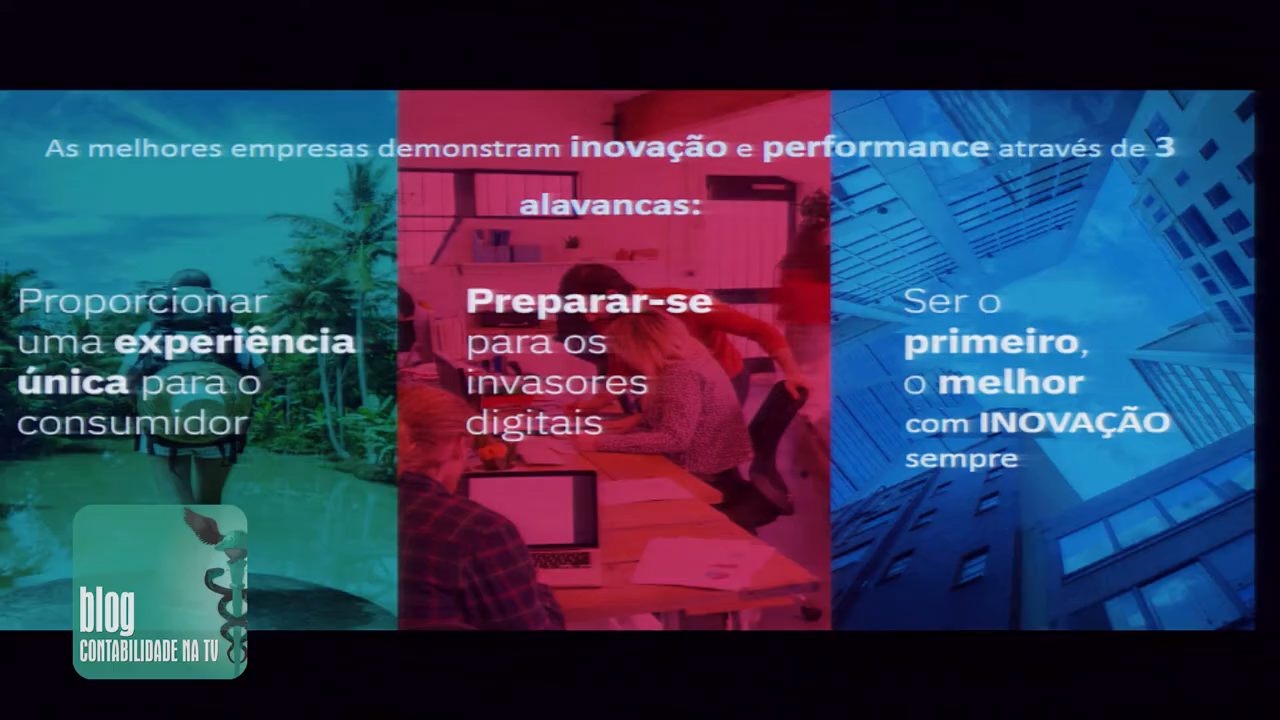 As melhores empresas demonstram inovação e performance através de 3
alavancas:
Proporcionar
uma experiência
única para o
consumidor
Preparar-se
para os
invasores
digitais
Ser o
primeiro,
o melhor
com INOVAÇÃO
sempre
blog
CONTABILIDADE NA TV